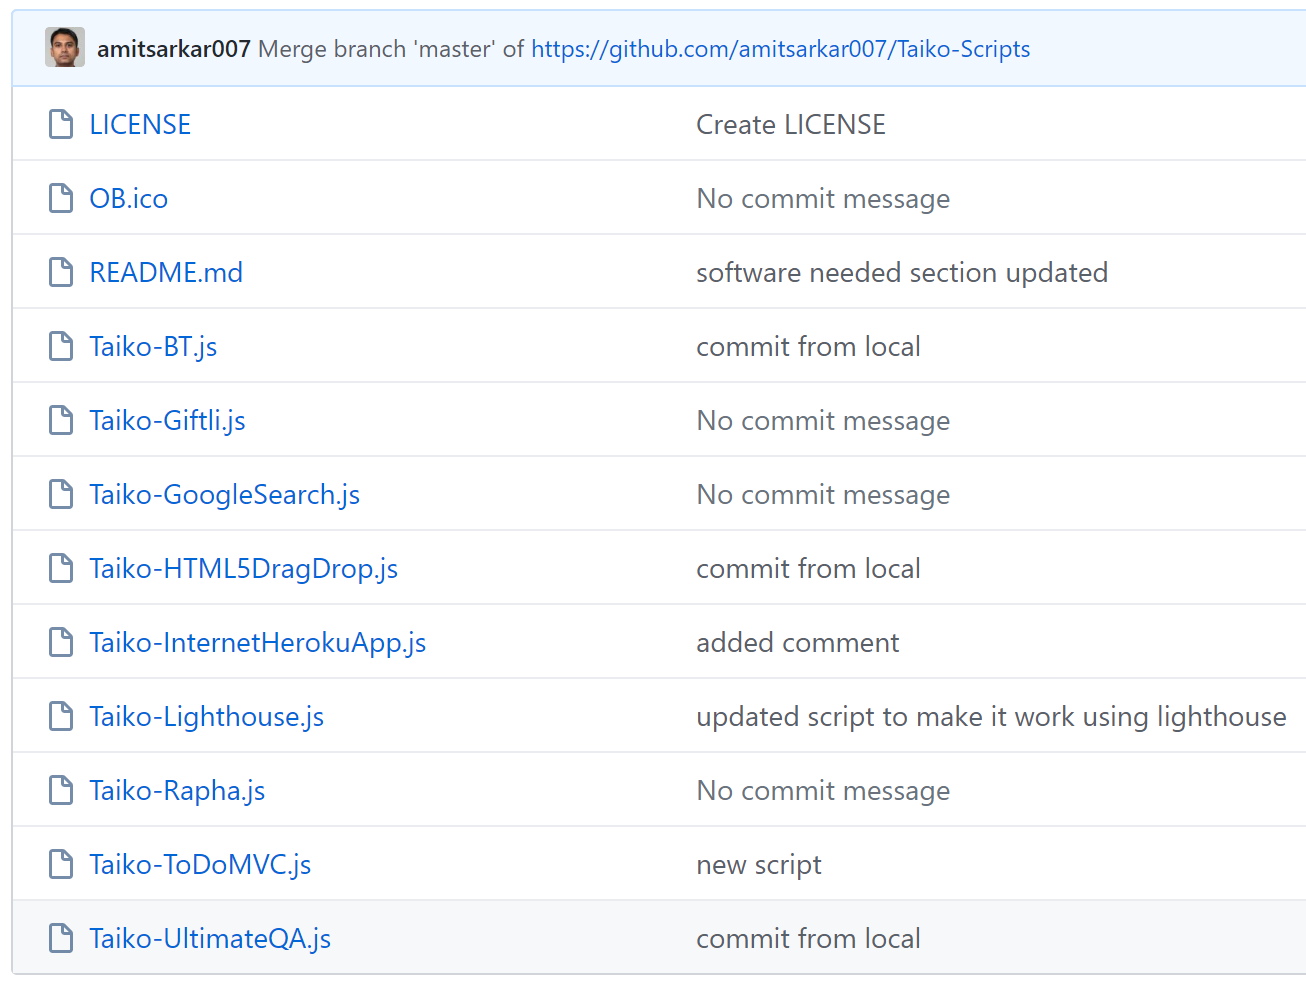 amitsarkar007 Merge branch 'master' of https://github.com/amitsarkar007/Taiko-Scripts
LICENSE Create LICENSE
OB.ico No commit message
README.md software needed section updated
Taiko-BT.js commit from local
Taiko-Giftli.js No commit message
Taiko-GoogleSearch.js No commit message
Taiko-HTML5DragDrop.js commit from local
Taiko-InternetHerokuApp.js added comment
Taiko-Lighthouse.js updated script to make it work using lighthouse
Taiko-Rapha.js No commit message
Taiko-ToDoMVC.js new script
Taiko-UltimateQA.js commit from local